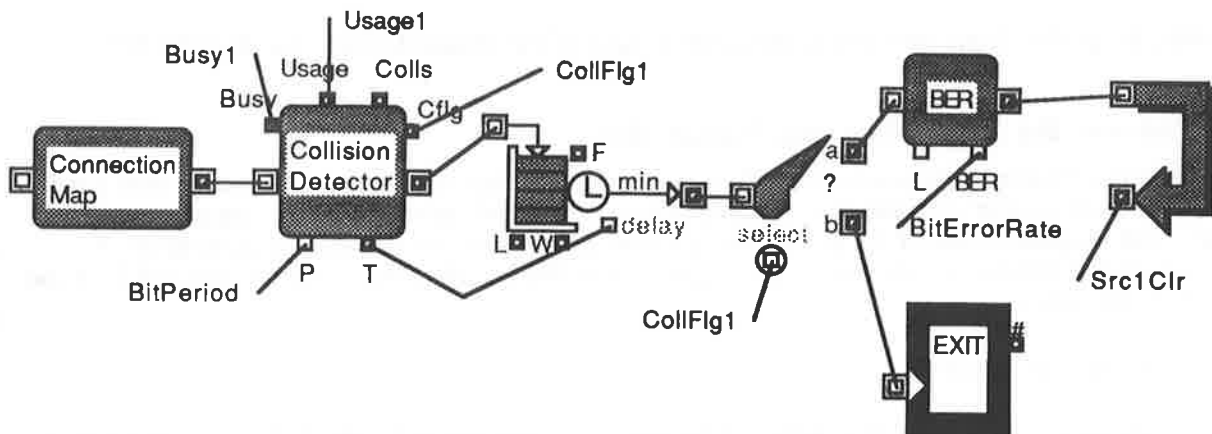 Usage1
Busy1
Usage
Colls
CollFlg1
Busy
Cflg
Connection
Map
Collision
Detector
F
min
delay
L
W
P
T
BitPeriod
select
CollFlg1
a
?
b
BER
L
BER
BitErrorRate
Src1Clr
EXIT
#